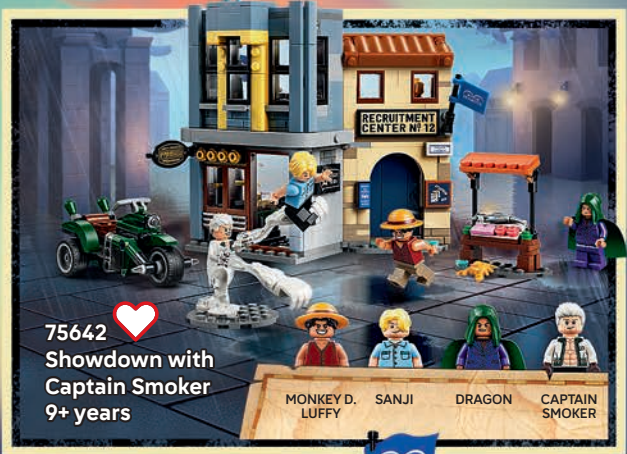 RECRUITMENT
CENTER Nº 12
75642
Showdown with
Captain Smoker
9+ years
MONKEY D.
LUFFY
SANJI
DRAGON
CAPTAIN
SMOKER